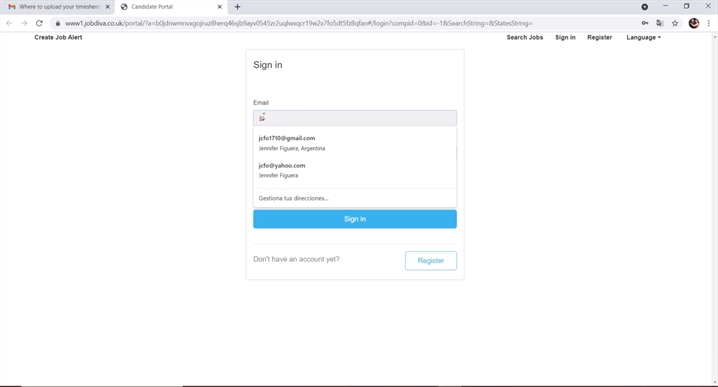 Where to upload your timesheet
Candidate Portal
www1.jobdiva.co.uk/portal/?a=b0jdnwmnvxgojruz8herq46sjb9ayv0545zr2uqlwxqcr19w2x7fo5dt5fz8qfan#/login?compid=0&id=-1&SearchString=&StatesString=
Create Job Alert
Search Jobs
Sign in
Register
Language
Sign in
Email
jcfo1710@gmail.com
Jennifer Figuera, Argentina
jcfo@yahoo.com
Jennifer Figuera
Gestiona tus direcciones...
Sign in
Don't have an account yet?
Register